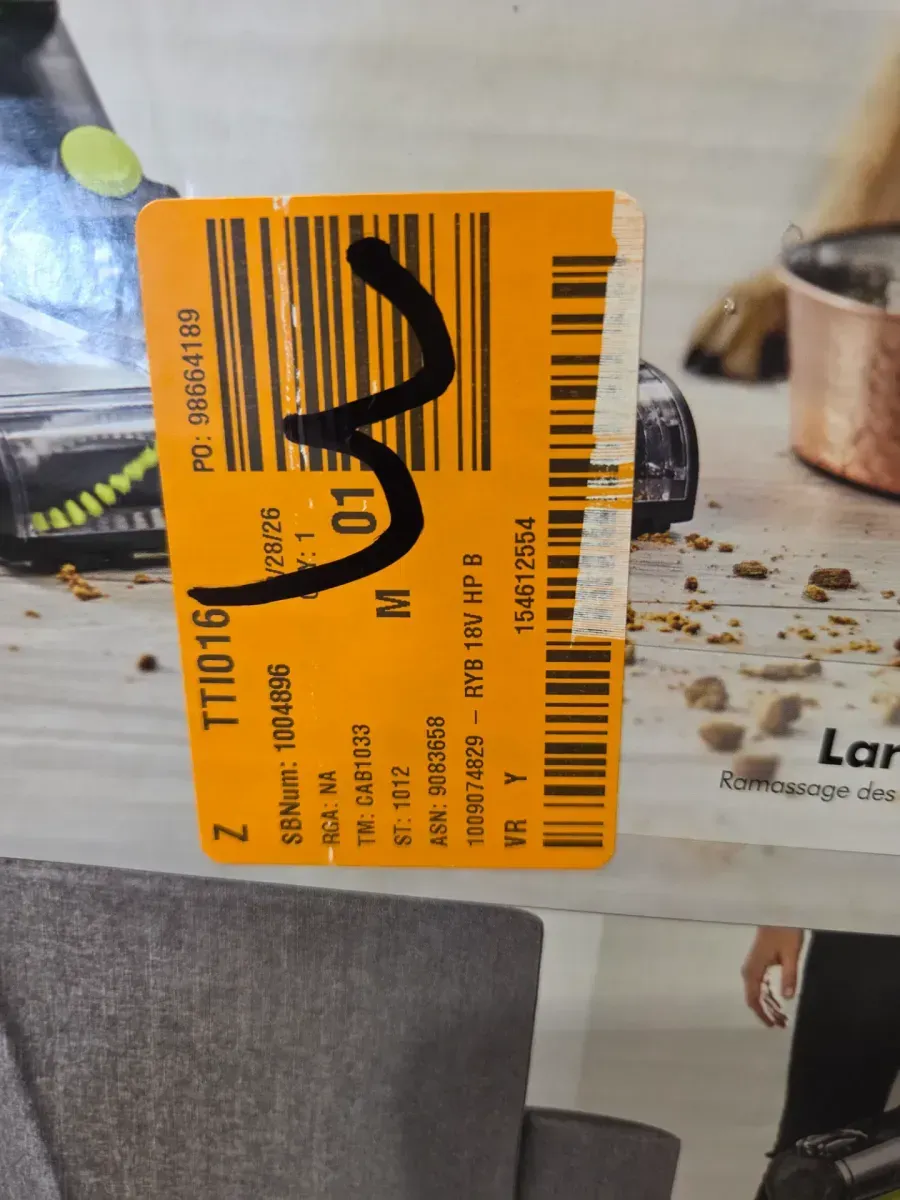 Z TTI016 PO: 98664189
SBNum: 1004896 /28/26
RGA: NA Y: 1
TM: CAB1033 01
ST: 1012 M
ASN: 9083658
1009074829 – RYB 18V HP B
VR Y 154612554
3
Lar
Ramassage des